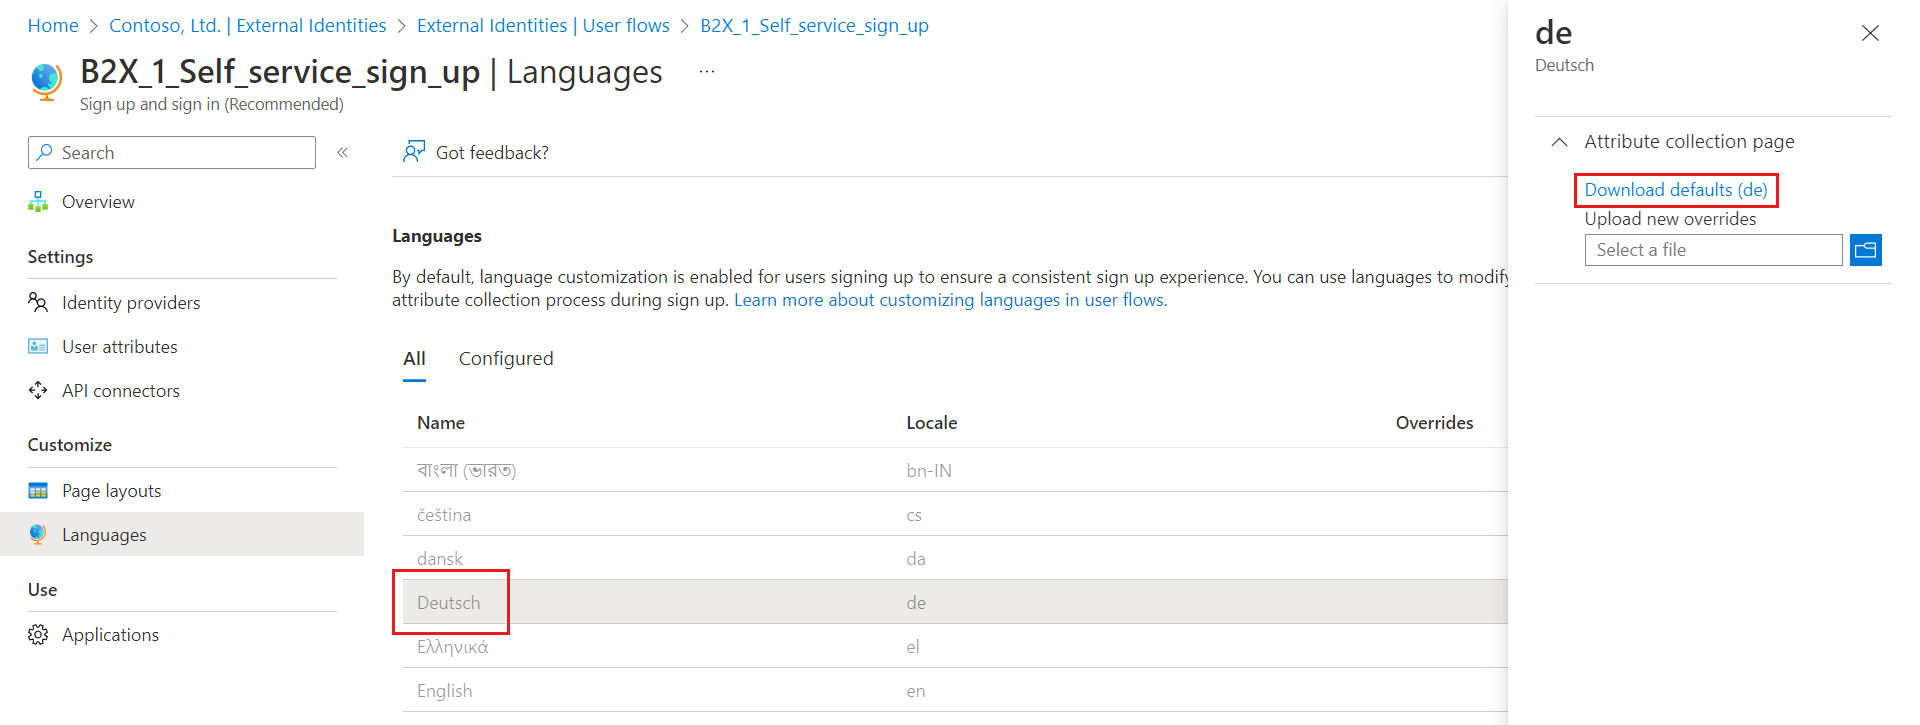 Home > Contoso, Ltd. | External Identities > External Identities | User flows > B2X_1_Self_service_sign_up
B2X_1_Self_service_sign_up | Languages ...
Sign up and sign in (Recommended)
Search
«
Overview
Settings
Identity providers
User attributes
API connectors
Customize
Page layouts
Languages
Use
Applications
Got feedback?
Languages
By default, language customization is enabled for users signing up to ensure a consistent sign up experience. You can use languages to modify
attribute collection process during sign up. Learn more about customizing languages in user flows.
All Configured
Name Locale Overrides
বাংলা (ভারত) bn-IN
čeština cs
dansk da
Deutsch de
Ελληνικά el
English en
de
Deutsch
Attribute collection page
Download defaults (de)
Upload new overrides
Select a file